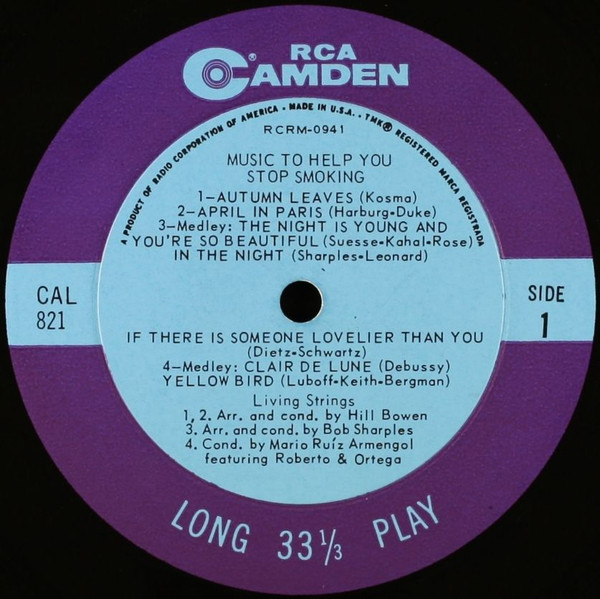 RCA
CAMDEN®
A PRODUCT OF RADIO CORPORATION OF AMERICA • MADE IN U.S.A. • TMK® REGISTERED MARCA REGISTRADA
RCRM-0941
MUSIC TO HELP YOU
STOP SMOKING
1-AUTUMN LEAVES (Kosma)
2-APRIL IN PARIS (Harburg-Duke)
3-Medley: THE NIGHT IS YOUNG AND
YOU'RE SO BEAUTIFUL (Suesse-Kahal-Rose)
IN THE NIGHT (Sharples-Leonard)
CAL
821
SIDE
1
IF THERE IS SOMEONE LOVELIER THAN YOU
(Dietz-Schwartz)
4-Medley: CLAIR DE LUNE (Debussy)
YELLOW BIRD (Luboff-Keith-Bergman)
Living Strings
1, 2. Arr. and cond. by Hill Bowen
3. Arr. and cond. by Bob Sharples
4. Cond. by Mario Ruíz Armengol
featuring Roberto & Ortega
LONG 33 1/3 PLAY